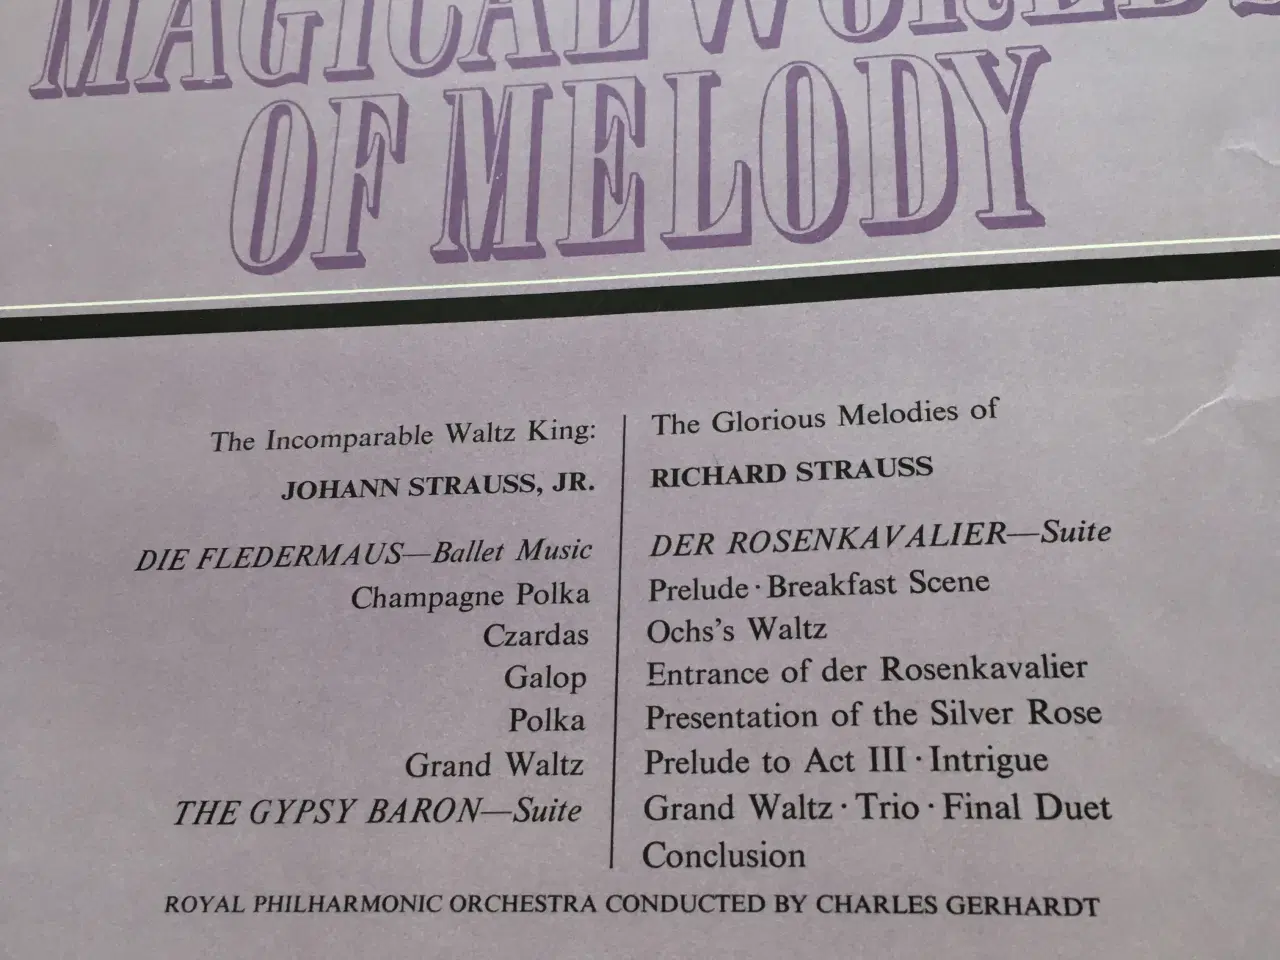 MAGICAL WORLDS
OF MELODY
The Incomparable Waltz King:
JOHANN STRAUSS, JR.
DIE FLEDERMAUS—Ballet Music
Champagne Polka
Czardas
Galop
Polka
Grand Waltz
THE GYPSY BARON—Suite
The Glorious Melodies of
RICHARD STRAUSS
DER ROSENKAVALIER—Suite
Prelude · Breakfast Scene
Ochs's Waltz
Entrance of der Rosenkavalier
Presentation of the Silver Rose
Prelude to Act III · Intrigue
Grand Waltz · Trio · Final Duet
Conclusion
ROYAL PHILHARMONIC ORCHESTRA CONDUCTED BY CHARLES GERHARDT